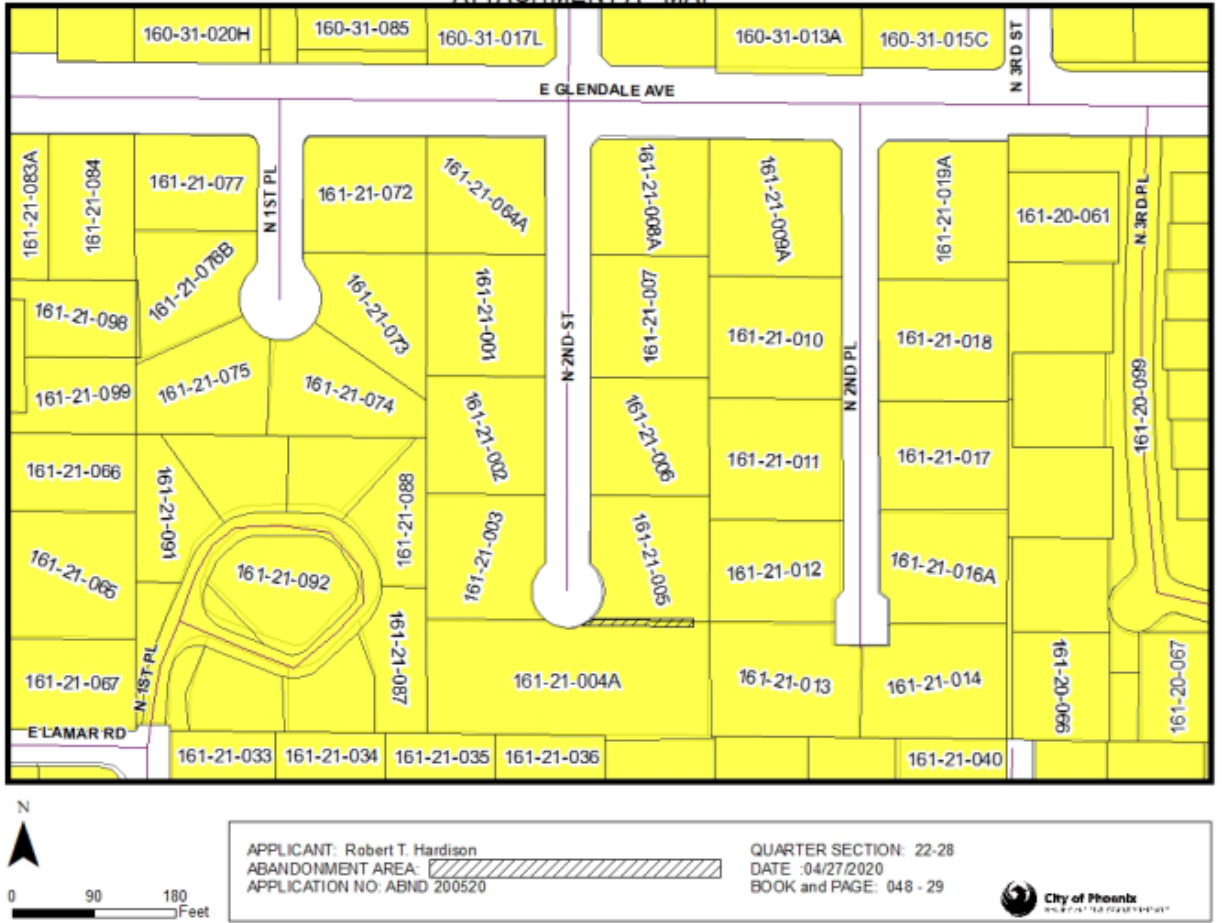 ATTACHMENT A - MAP
160-31-020H
160-31-085
160-31-017L
160-31-013A
160-31-015C
N 3RD ST
E GLENDALE AVE
161-21-083A
161-21-084
161-21-077
N 1ST PL
161-21-072
161-21-064A
161-21-008A
161-21-009A
161-21-019A
161-20-061
N 3RD PL
161-21-076B
161-21-098
161-21-073
161-21-001
N 2ND ST
161-21-007
161-21-010
N 2ND PL
161-21-018
161-21-099
161-21-075
161-21-074
161-20-099
161-21-066
161-21-091
161-21-088
161-21-002
161-21-006
161-21-011
161-21-017
161-21-065
161-21-092
161-21-003
161-21-005
161-21-012
161-21-016A
161-21-067
N 1ST PL
161-21-087
161-21-004A
161-21-013
161-21-014
161-20-066
161-20-067
E LAMAR RD
161-21-033
161-21-034
161-21-035
161-21-036
161-21-040
N
0 90 180
Feet
APPLICANT: Robert T. Hardison
ABANDONMENT AREA:
APPLICATION NO: ABND 200520
QUARTER SECTION: 22-28
DATE :04/27/2020
BOOK and PAGE: 048 - 29
City of Phoenix